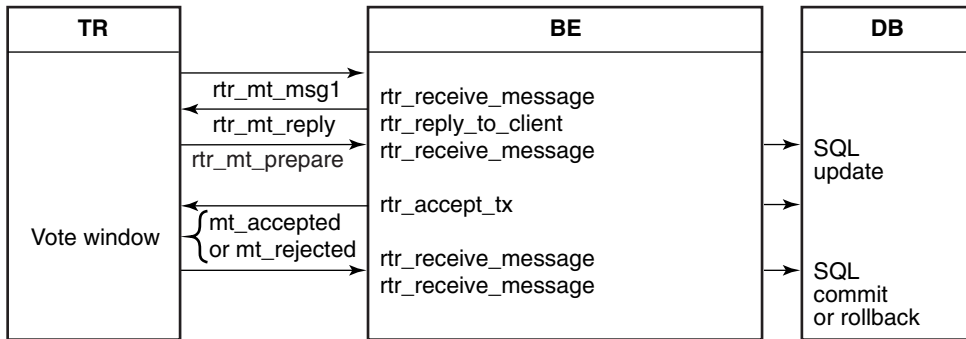 TR
BE
DB
rtr_mt_msg1
rtr_receive_message
rtr_mt_reply
rtr_reply_to_client
rtr_mt_prepare
rtr_receive_message
SQL
update
rtr_accept_tx
Vote window
mt_accepted
or mt_rejected
rtr_receive_message
rtr_receive_message
SQL
commit
or rollback